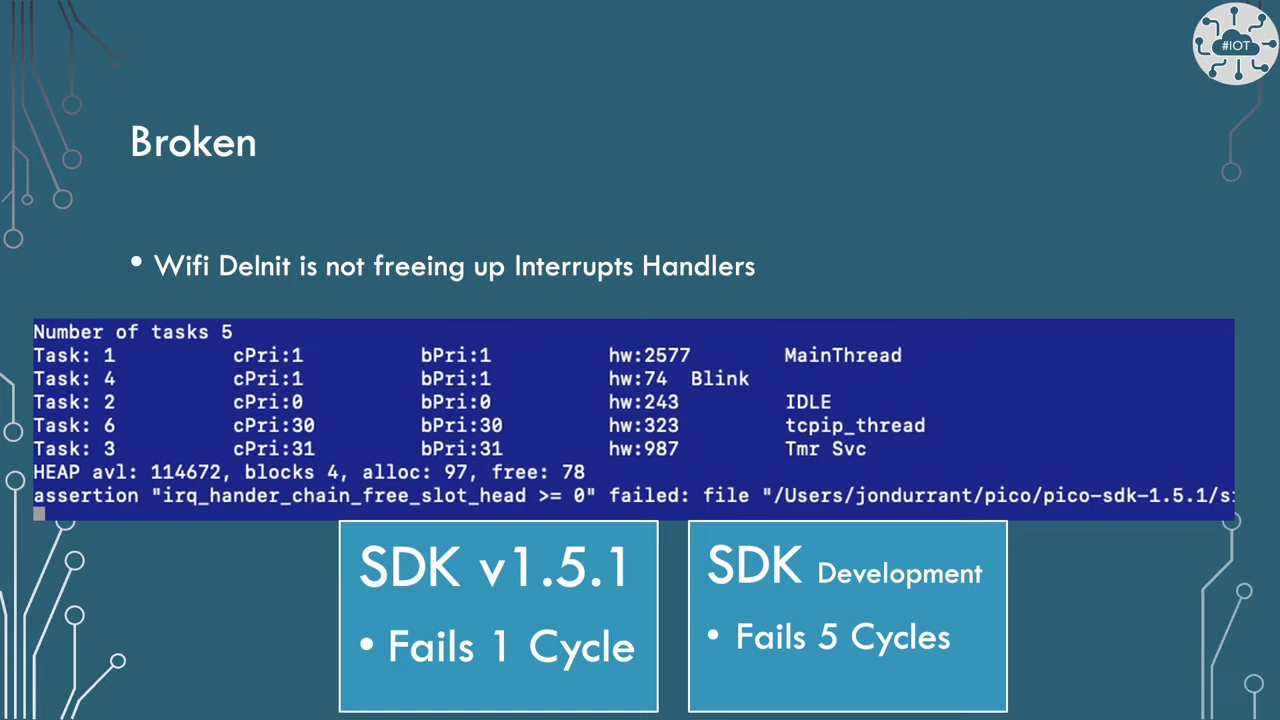 #IOT
Broken
• Wifi DeInit is not freeing up Interrupts Handlers
Number of tasks 5
Task: 1 cPri:1 bPri:1 hw:2577 MainThread
Task: 4 cPri:1 bPri:1 hw:74 Blink
Task: 2 cPri:0 bPri:0 hw:243 IDLE
Task: 6 cPri:30 bPri:30 hw:323 tcpip_thread
Task: 3 cPri:31 bPri:31 hw:987 Tmr Svc
HEAP avl: 114672, blocks 4, alloc: 97, free: 78
assertion "irq_hander_chain_free_slot_head >= 0" failed: file "/Users/jondurrant/pico/pico-sdk-1.5.1/
SDK v1.5.1
• Fails 1 Cycle
SDK Development
• Fails 5 Cycles